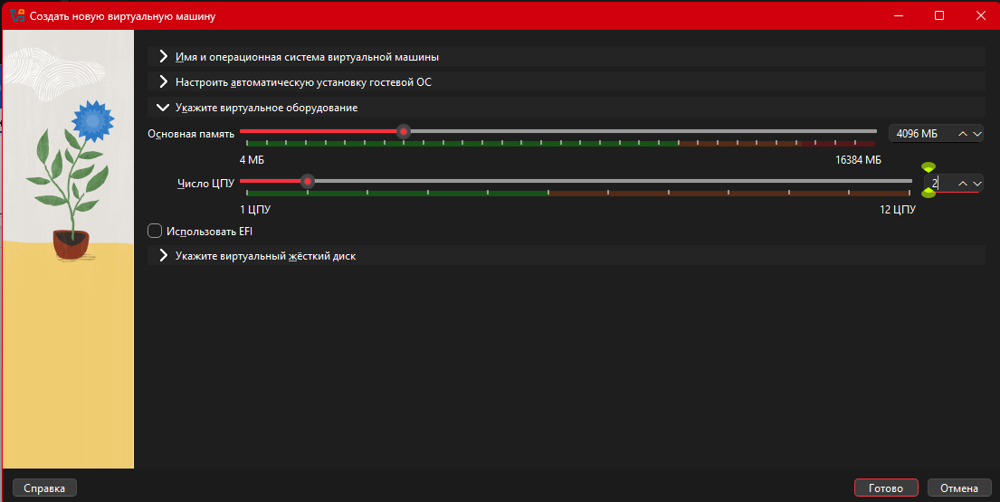 Создать новую виртуальную машину
Имя и операционная система виртуальной машины
Настроить автоматическую установку гостевой ОС
Укажите виртуальное оборудование
Основная память
4096 МБ
4 МБ
16384 МБ
Число ЦПУ
2
1 ЦПУ
12 ЦПУ
Использовать EFI
Укажите виртуальный жёсткий диск
Справка
Готово
Отмена